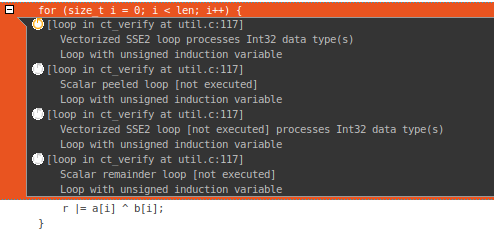 for (size_t i = 0; i < len; i++) {
[loop in ct_verify at util.c:117]
Vectorized SSE2 loop processes Int32 data type(s)
Loop with unsigned induction variable
[loop in ct_verify at util.c:117]
Scalar peeled loop [not executed]
Loop with unsigned induction variable
[loop in ct_verify at util.c:117]
Vectorized SSE2 loop [not executed] processes Int32 data type(s)
Loop with unsigned induction variable
[loop in ct_verify at util.c:117]
Scalar remainder loop [not executed]
Loop with unsigned induction variable
r |= a[i] ^ b[i];
}